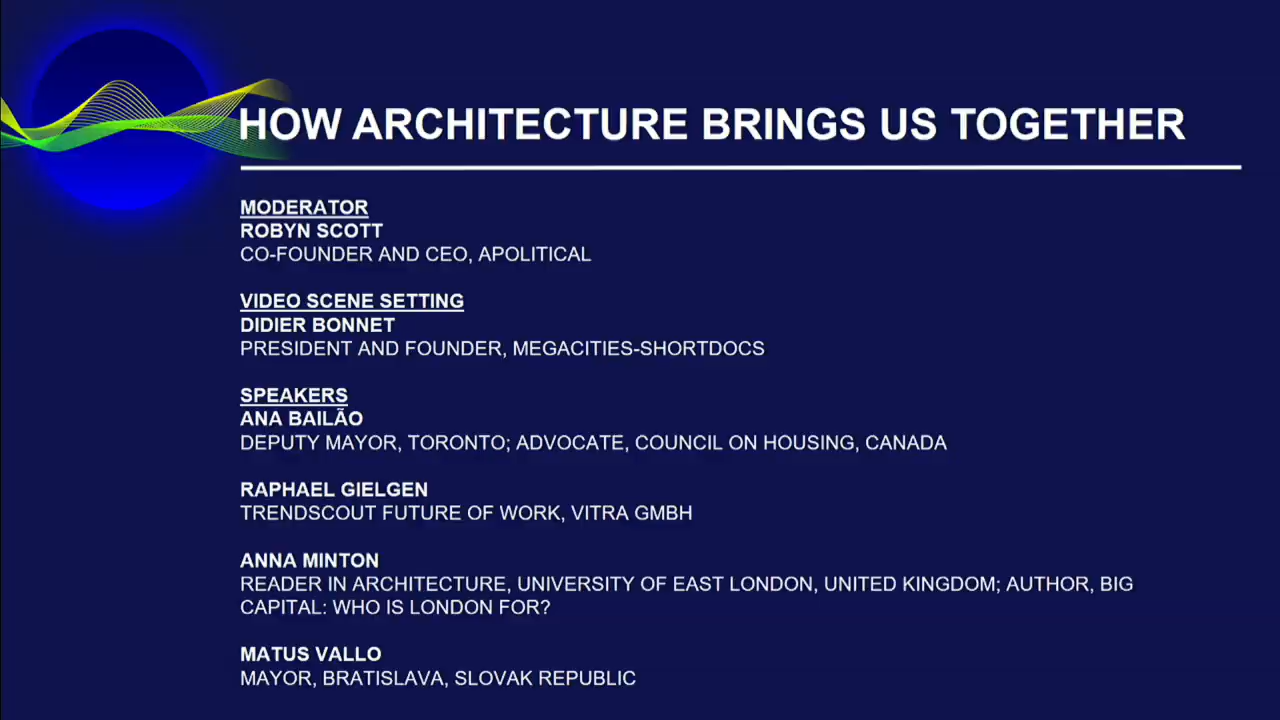 HOW ARCHITECTURE BRINGS US TOGETHER
MODERATOR
ROBYN SCOTT
CO-FOUNDER AND CEO, APOLITICAL
VIDEO SCENE SETTING
DIDIER BONNET
PRESIDENT AND FOUNDER, MEGACITIES-SHORTDOCS
SPEAKERS
ANA BAILÃO
DEPUTY MAYOR, TORONTO; ADVOCATE, COUNCIL ON HOUSING, CANADA
RAPHAEL GIELGEN
TRENDSCOUT FUTURE OF WORK, VITRA GMBH
ANNA MINTON
READER IN ARCHITECTURE, UNIVERSITY OF EAST LONDON, UNITED KINGDOM; AUTHOR, BIG
CAPITAL: WHO IS LONDON FOR?
MATUS VALLO
MAYOR, BRATISLAVA, SLOVAK REPUBLIC